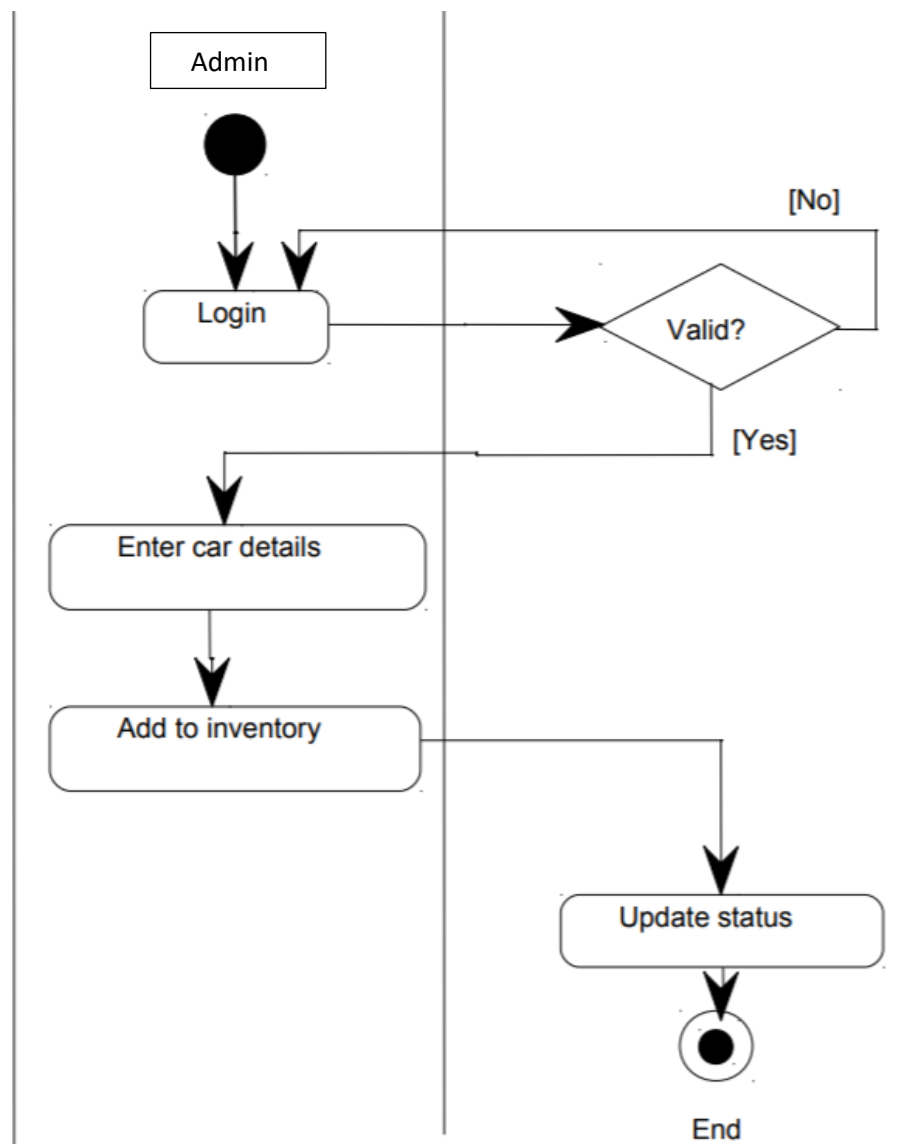 Admin
[No]
Login
Valid?
[Yes]
Enter car details
Add to inventory
Update status
End